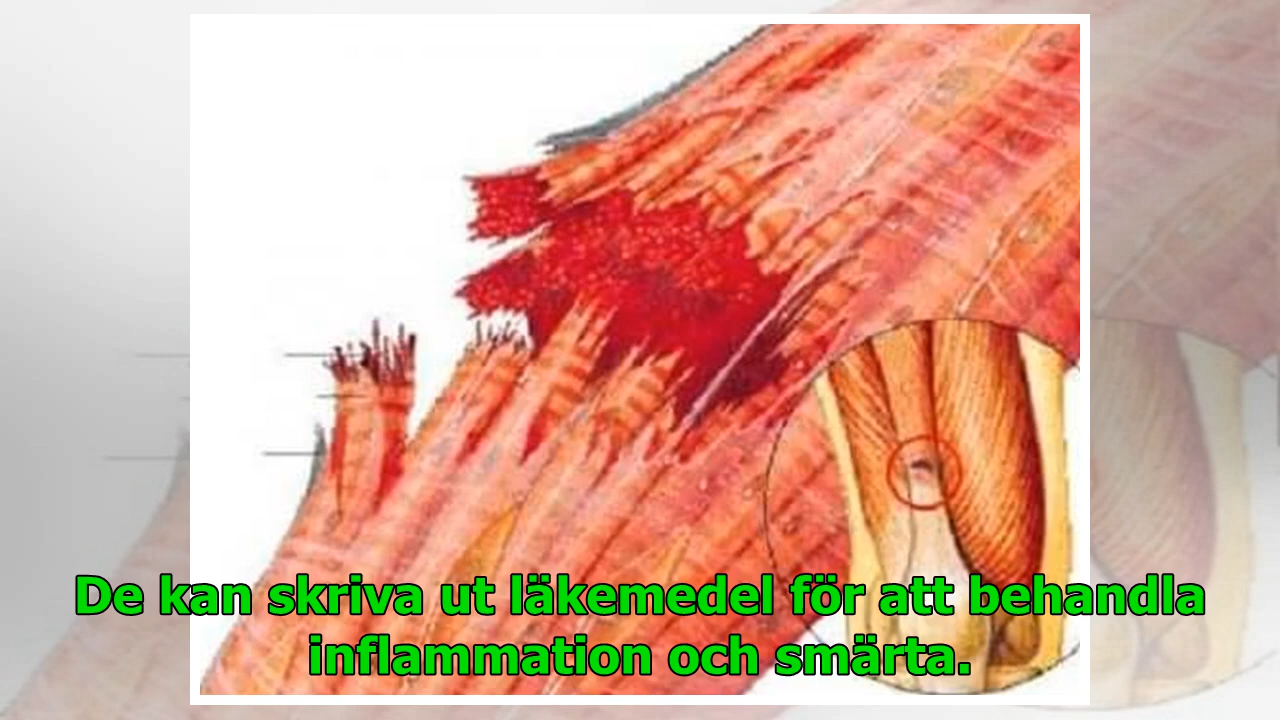 De kan skriva ut läkemedel för att behandla
inflammation och smärta.